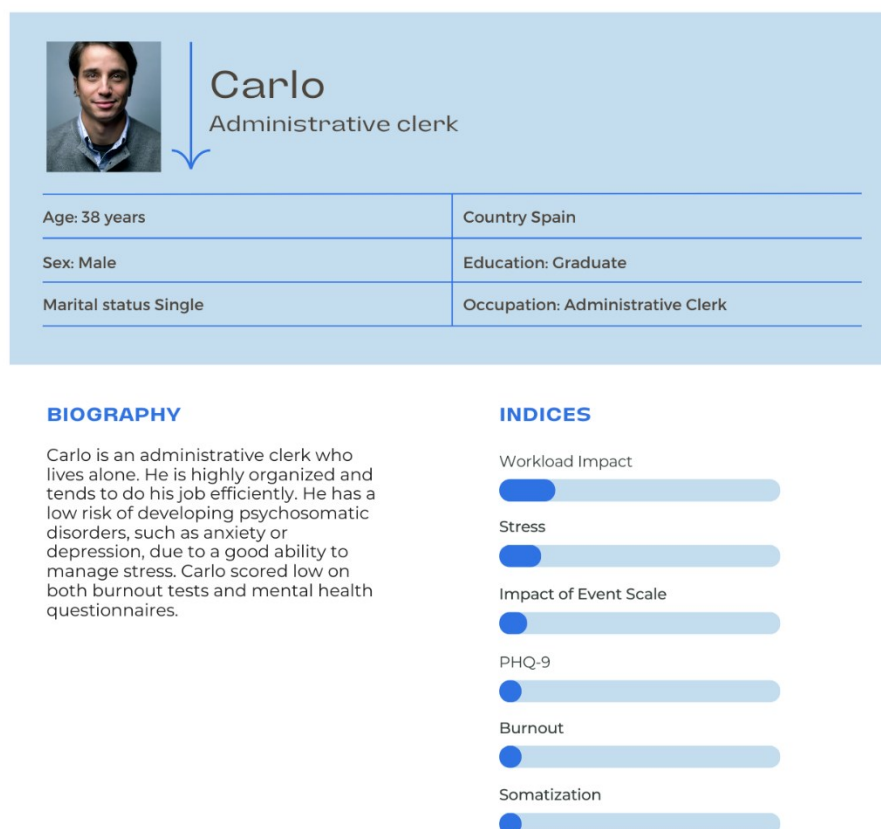 Carlo
Administrative clerk
Age: 38 years
Country Spain
Sex: Male
Education: Graduate
Marital status Single
Occupation: Administrative Clerk
BIOGRAPHY
Carlo is an administrative clerk who
lives alone. He is highly organized and
tends to do his job efficiently. He has a
low risk of developing psychosomatic
disorders, such as anxiety or
depression, due to a good ability to
manage stress. Carlo scored low on
both burnout tests and mental health
questionnaires.
INDICES
Workload Impact
Stress
Impact of Event Scale
PHQ-9
Burnout
Somatization